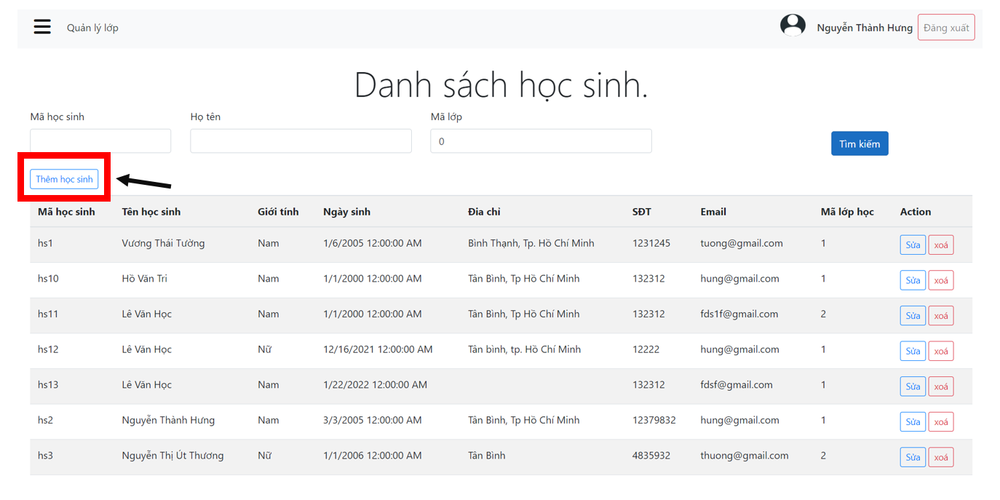 Quản lý lớp Nguyễn Thành Hưng Đăng xuất
Danh sách học sinh.
Mã học sinh Họ tên Mã lớp
0 Tìm kiếm
Thêm học sinh
Mã học sinh Tên học sinh Giới tính Ngày sinh Đia chỉ SĐT Email Mã lớp học Action
hs1 Vương Thái Tường Nam 1/6/2005 12:00:00 AM Bình Thạnh, Tp. Hồ Chí Minh 1231245 tuong@gmail.com 1 Sửa xoá
hs10 Hồ Văn Tri Nam 1/1/2000 12:00:00 AM Tân Bình, Tp Hồ Chí Minh 132312 hung@gmail.com 1 Sửa xoá
hs11 Lê Văn Học Nam 1/1/2000 12:00:00 AM Tân Bình, Tp Hồ Chí Minh 132312 fds1f@gmail.com 2 Sửa xoá
hs12 Lê Văn Học Nữ 12/16/2021 12:00:00 AM Tân bình, tp. Hồ Chí Minh 12222 hung@gmail.com 1 Sửa xoá
hs13 Lê Văn Học Nam 1/22/2022 12:00:00 AM 132312 fdsf@gmail.com 1 Sửa xoá
hs2 Nguyễn Thành Hưng Nam 3/3/2005 12:00:00 AM Tân Bình, Tp Hồ Chí Minh 12379832 hung@gmail.com 1 Sửa xoá
hs3 Nguyễn Thị Út Thương Nữ 1/1/2006 12:00:00 AM Tân Bình 4835932 thuong@gmail.com 2 Sửa xoá